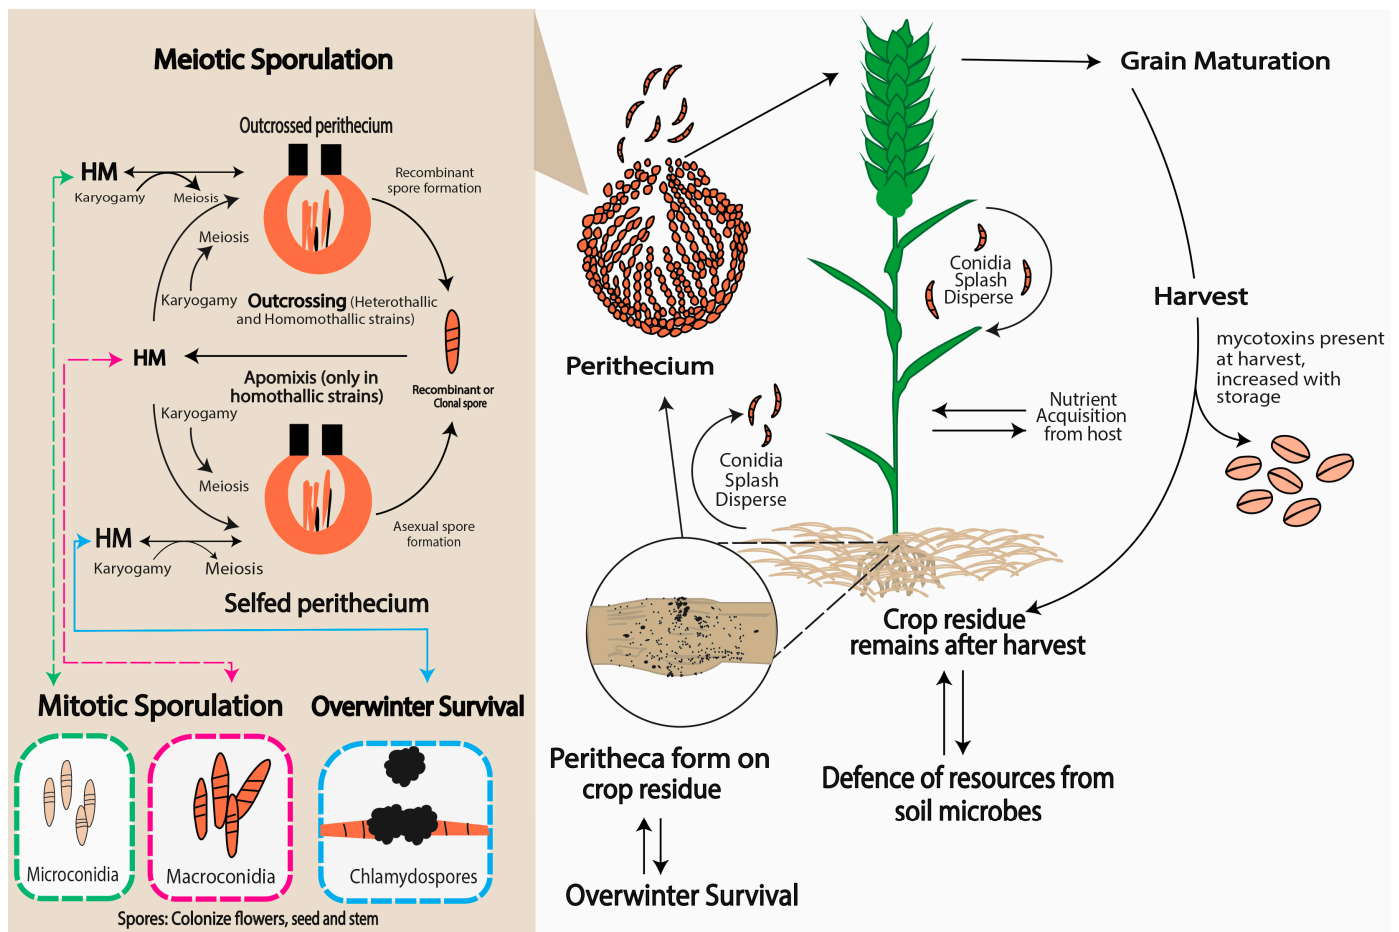 Meiotic Sporulation
Outcrossed perithecium
HM
Karyogamy
Meiosis
Recombinant
spore formation
Meiosis
Karyogamy
Outcrossing (Heterothallic
and Homomothallic strains)
HM
Apomixis (only in
homothallic strains)
Recombinant or
Clonal spore
Karyogamy
Meiosis
HM
Karyogamy
Meiosis
Asexual spore
formation
Selfed perithecium
Mitotic Sporulation
Overwinter Survival
Microconidia
Macroconidia
Chlamydospores
Spores: Colonize flowers, seed and stem
Perithecium
Grain Maturation
Conidia
Splash
Disperse
Harvest
mycotoxins present
at harvest,
increased with
storage
Nutrient
Acquisition
from host
Conidia
Splash
Disperse
Crop residue
remains after harvest
Peritheca form on
crop residue
Defence of resources from
soil microbes
Overwinter Survival